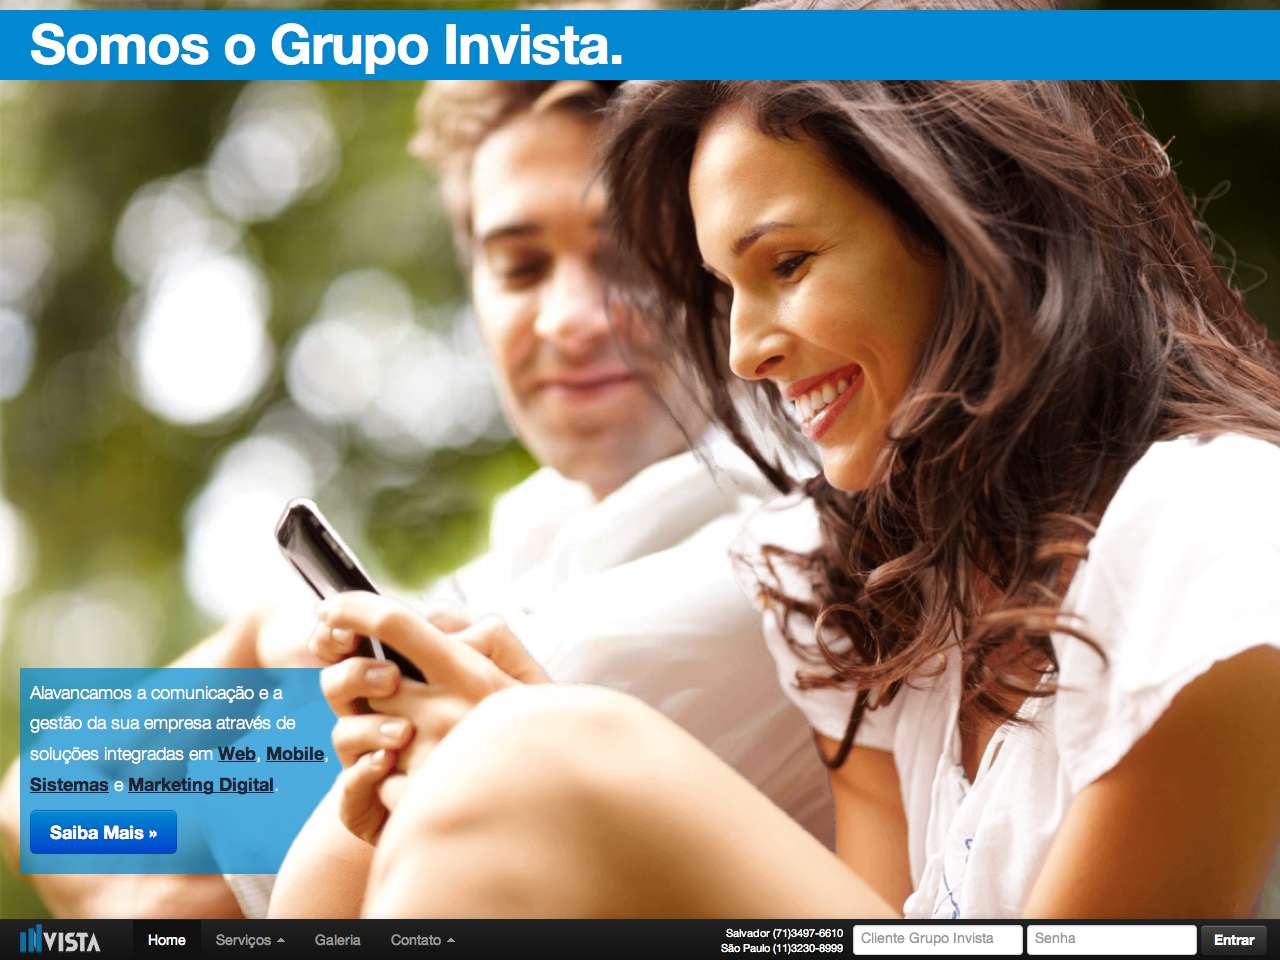 Somos o Grupo Invista.
Alavancamos a comunicação e a
gestão da sua empresa através de
soluções integradas em Web, Mobile,
Sistemas e Marketing Digital.
Saiba Mais »
INVISTA
Home
Serviços
Galeria
Contato
Salvador (71)3497-6610
São Paulo (11)3230-8999
Cliente Grupo Invista
Senha
Entrar